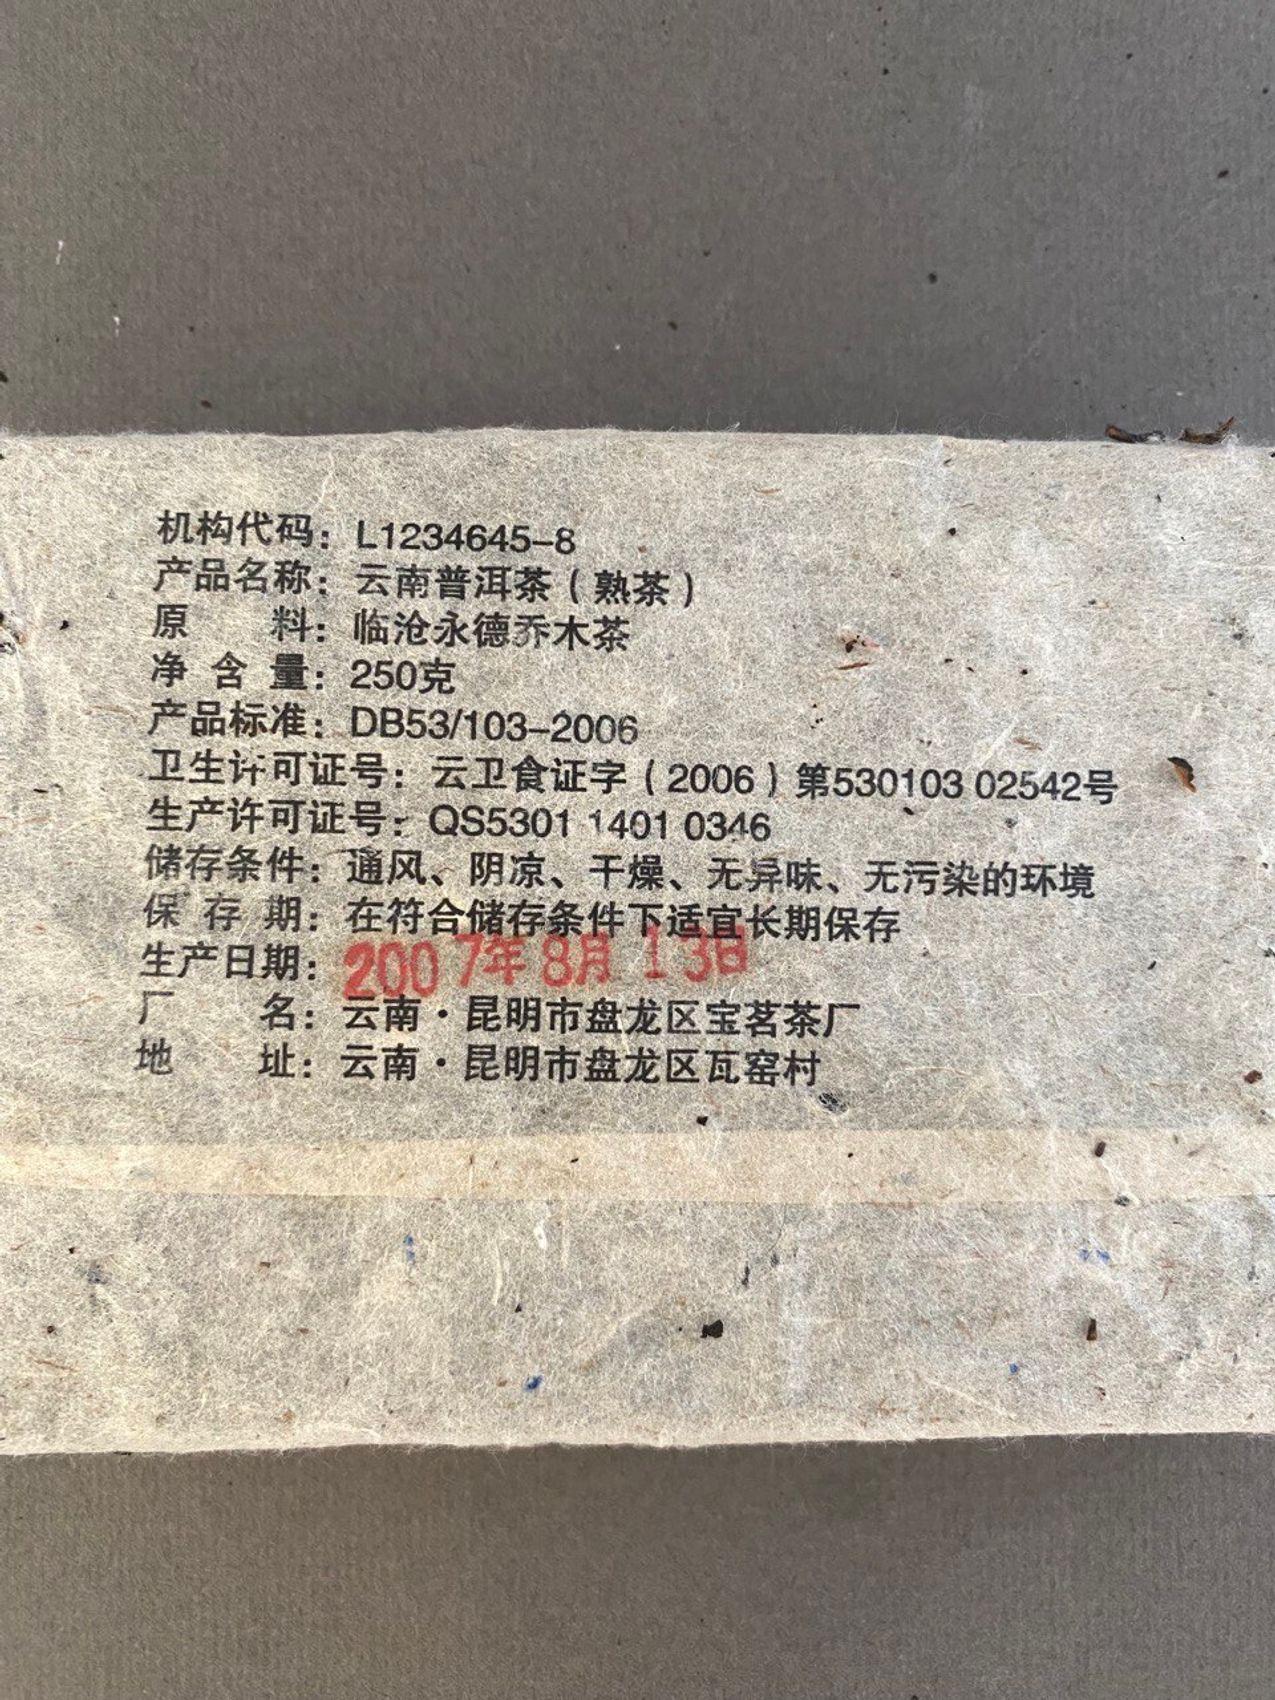 机构代码：L1234645-8
产品名称：云南普洱茶（熟茶）
原料：临沧永德乔木茶
净含量：250克
产品标准：DB53/103-2006
卫生许可证号：云卫食证字（2006）第530103 02542号
生产许可证号：QS5301 1401 0346
储存条件：通风、阴凉、干燥、无异味、无污染的环境
保存期：在符合储存条件下适宜长期保存
生产日期：2007年8月13日
厂名：云南·昆明市盘龙区宝茗茶厂
地址：云南·昆明市盘龙区瓦窑村